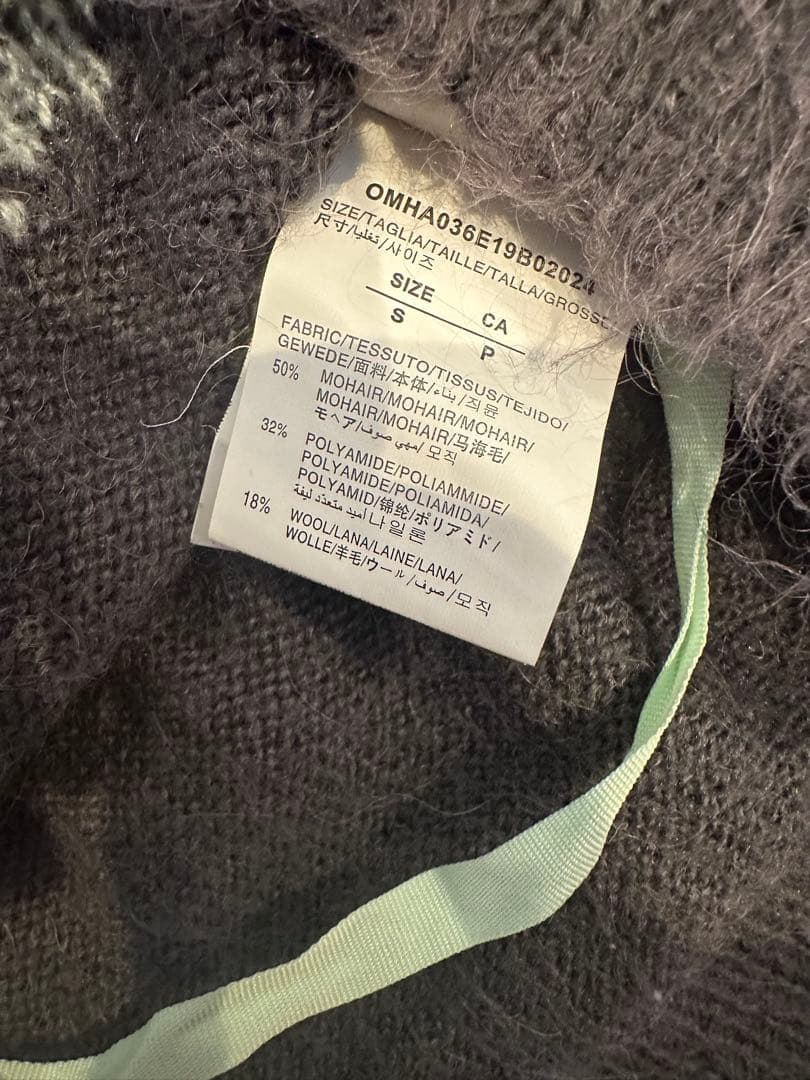 OMHA036E19B02024
SIZE/TAGLIA/TAILLE/TALLA/GROSSE
尺寸/تغليا/사이즈
SIZE CA
S P
FABRIC/TESSUTO/TISSUS/TEJIDO/
GEWEDE/面料/本体/بناء/직물
50% MOHAIR/MOHAIR/MOHAIR/
MOHAIR/MOHAIR/马海毛/
モヘア/صوف/모직
32% POLYAMIDE/POLIAMMIDE/
POLYAMIDE/POLIAMIDA/
POLYAMID/锦纶/ポリアミド/
أميد متعدد ليفة/나일론
18% WOOL/LANA/LAINE/LANA/
WOLLE/羊毛/ウール/صوف/모직